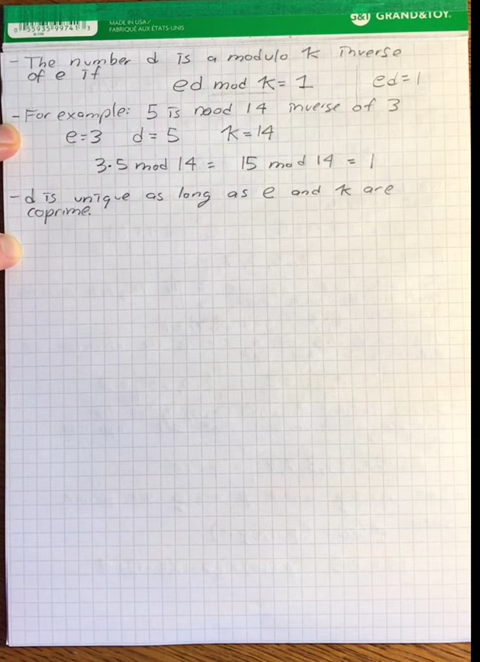 MADE IN USA /
FABRIQUÉ AUX ÉTATS-UNIS
G&T GRAND&TOY.
- The number d is a modulo k inverse
of e if
ed mod k = 1 ed = 1
- For example: 5 is mod 14 inverse of 3
e=3 d=5 k=14
3·5 mod 14 = 15 mod 14 = 1
- d is unique as long as e and k are
coprime.